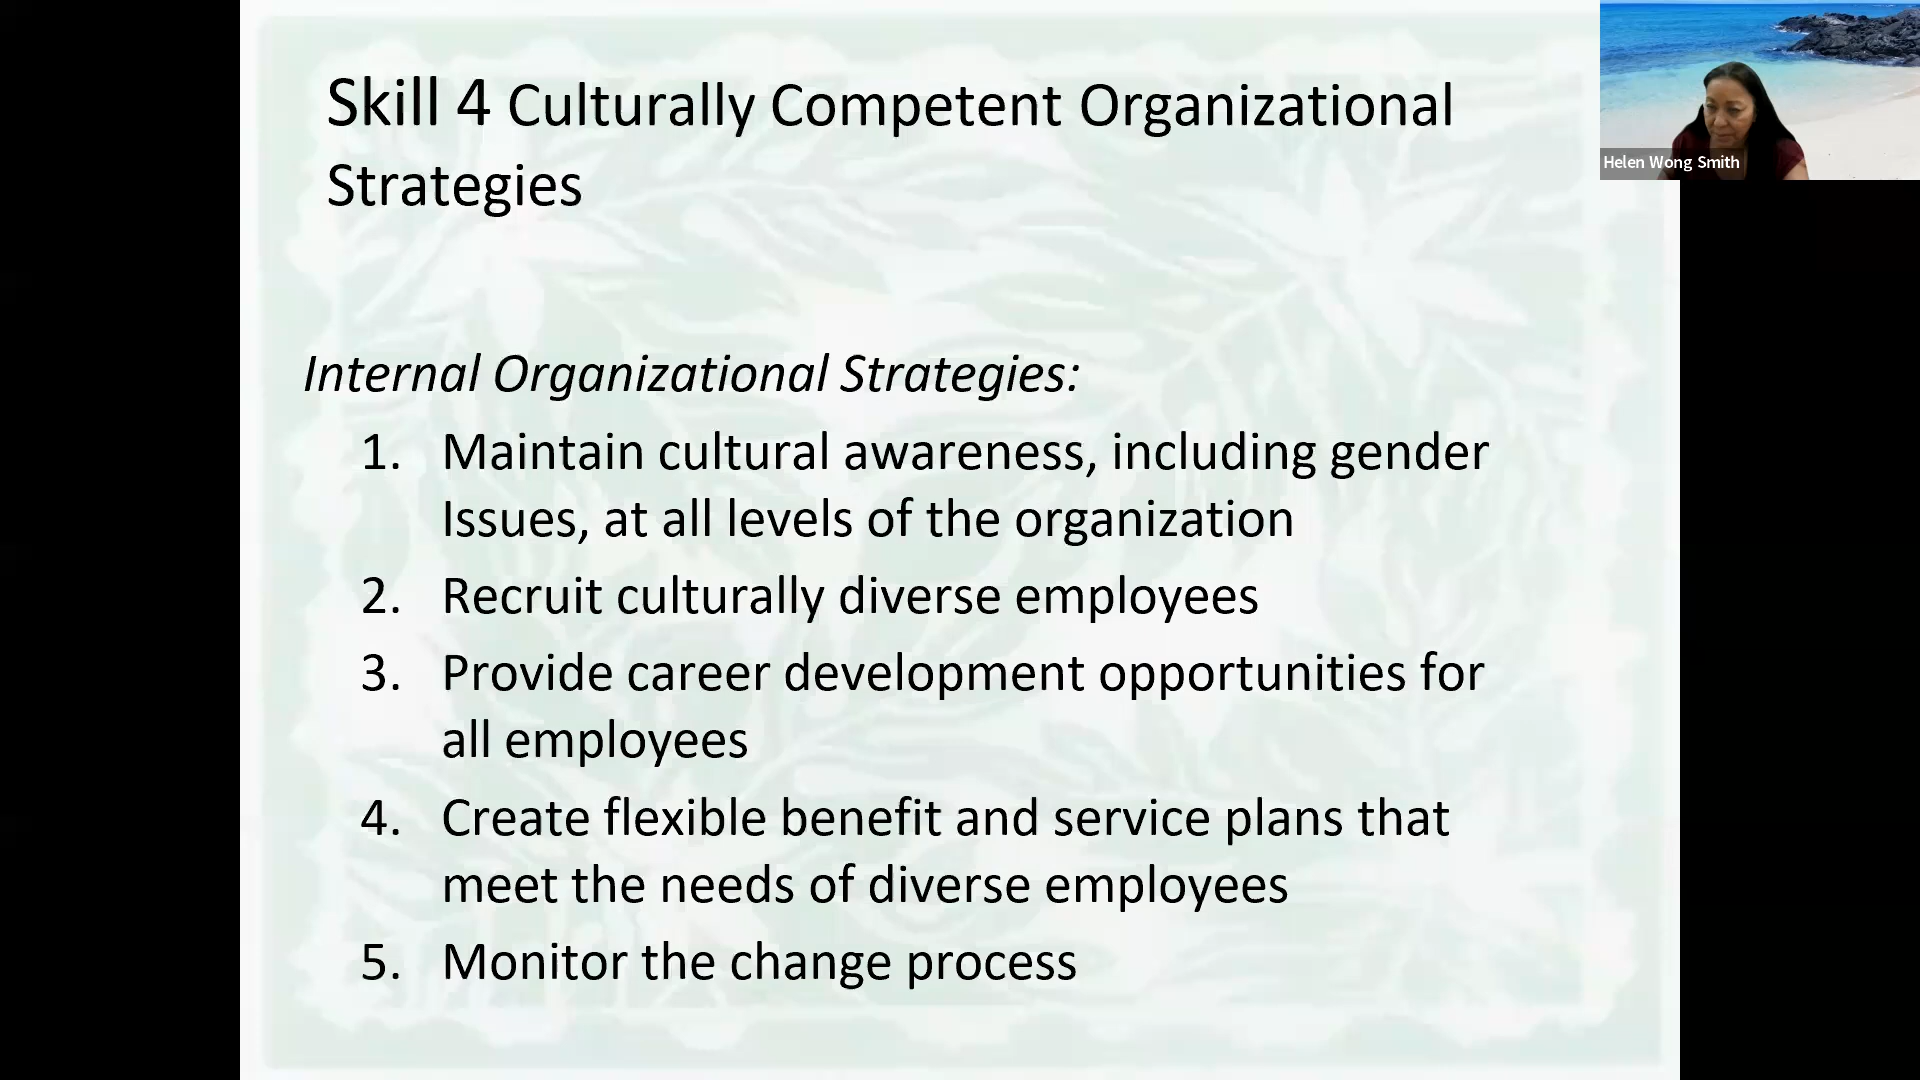 Skill 4 Culturally Competent Organizational
Strategies
Helen Wong Smith
Internal Organizational Strategies:
1. Maintain cultural awareness, including gender
Issues, at all levels of the organization
2. Recruit culturally diverse employees
3. Provide career development opportunities for
all employees
4. Create flexible benefit and service plans that
meet the needs of diverse employees
5. Monitor the change process